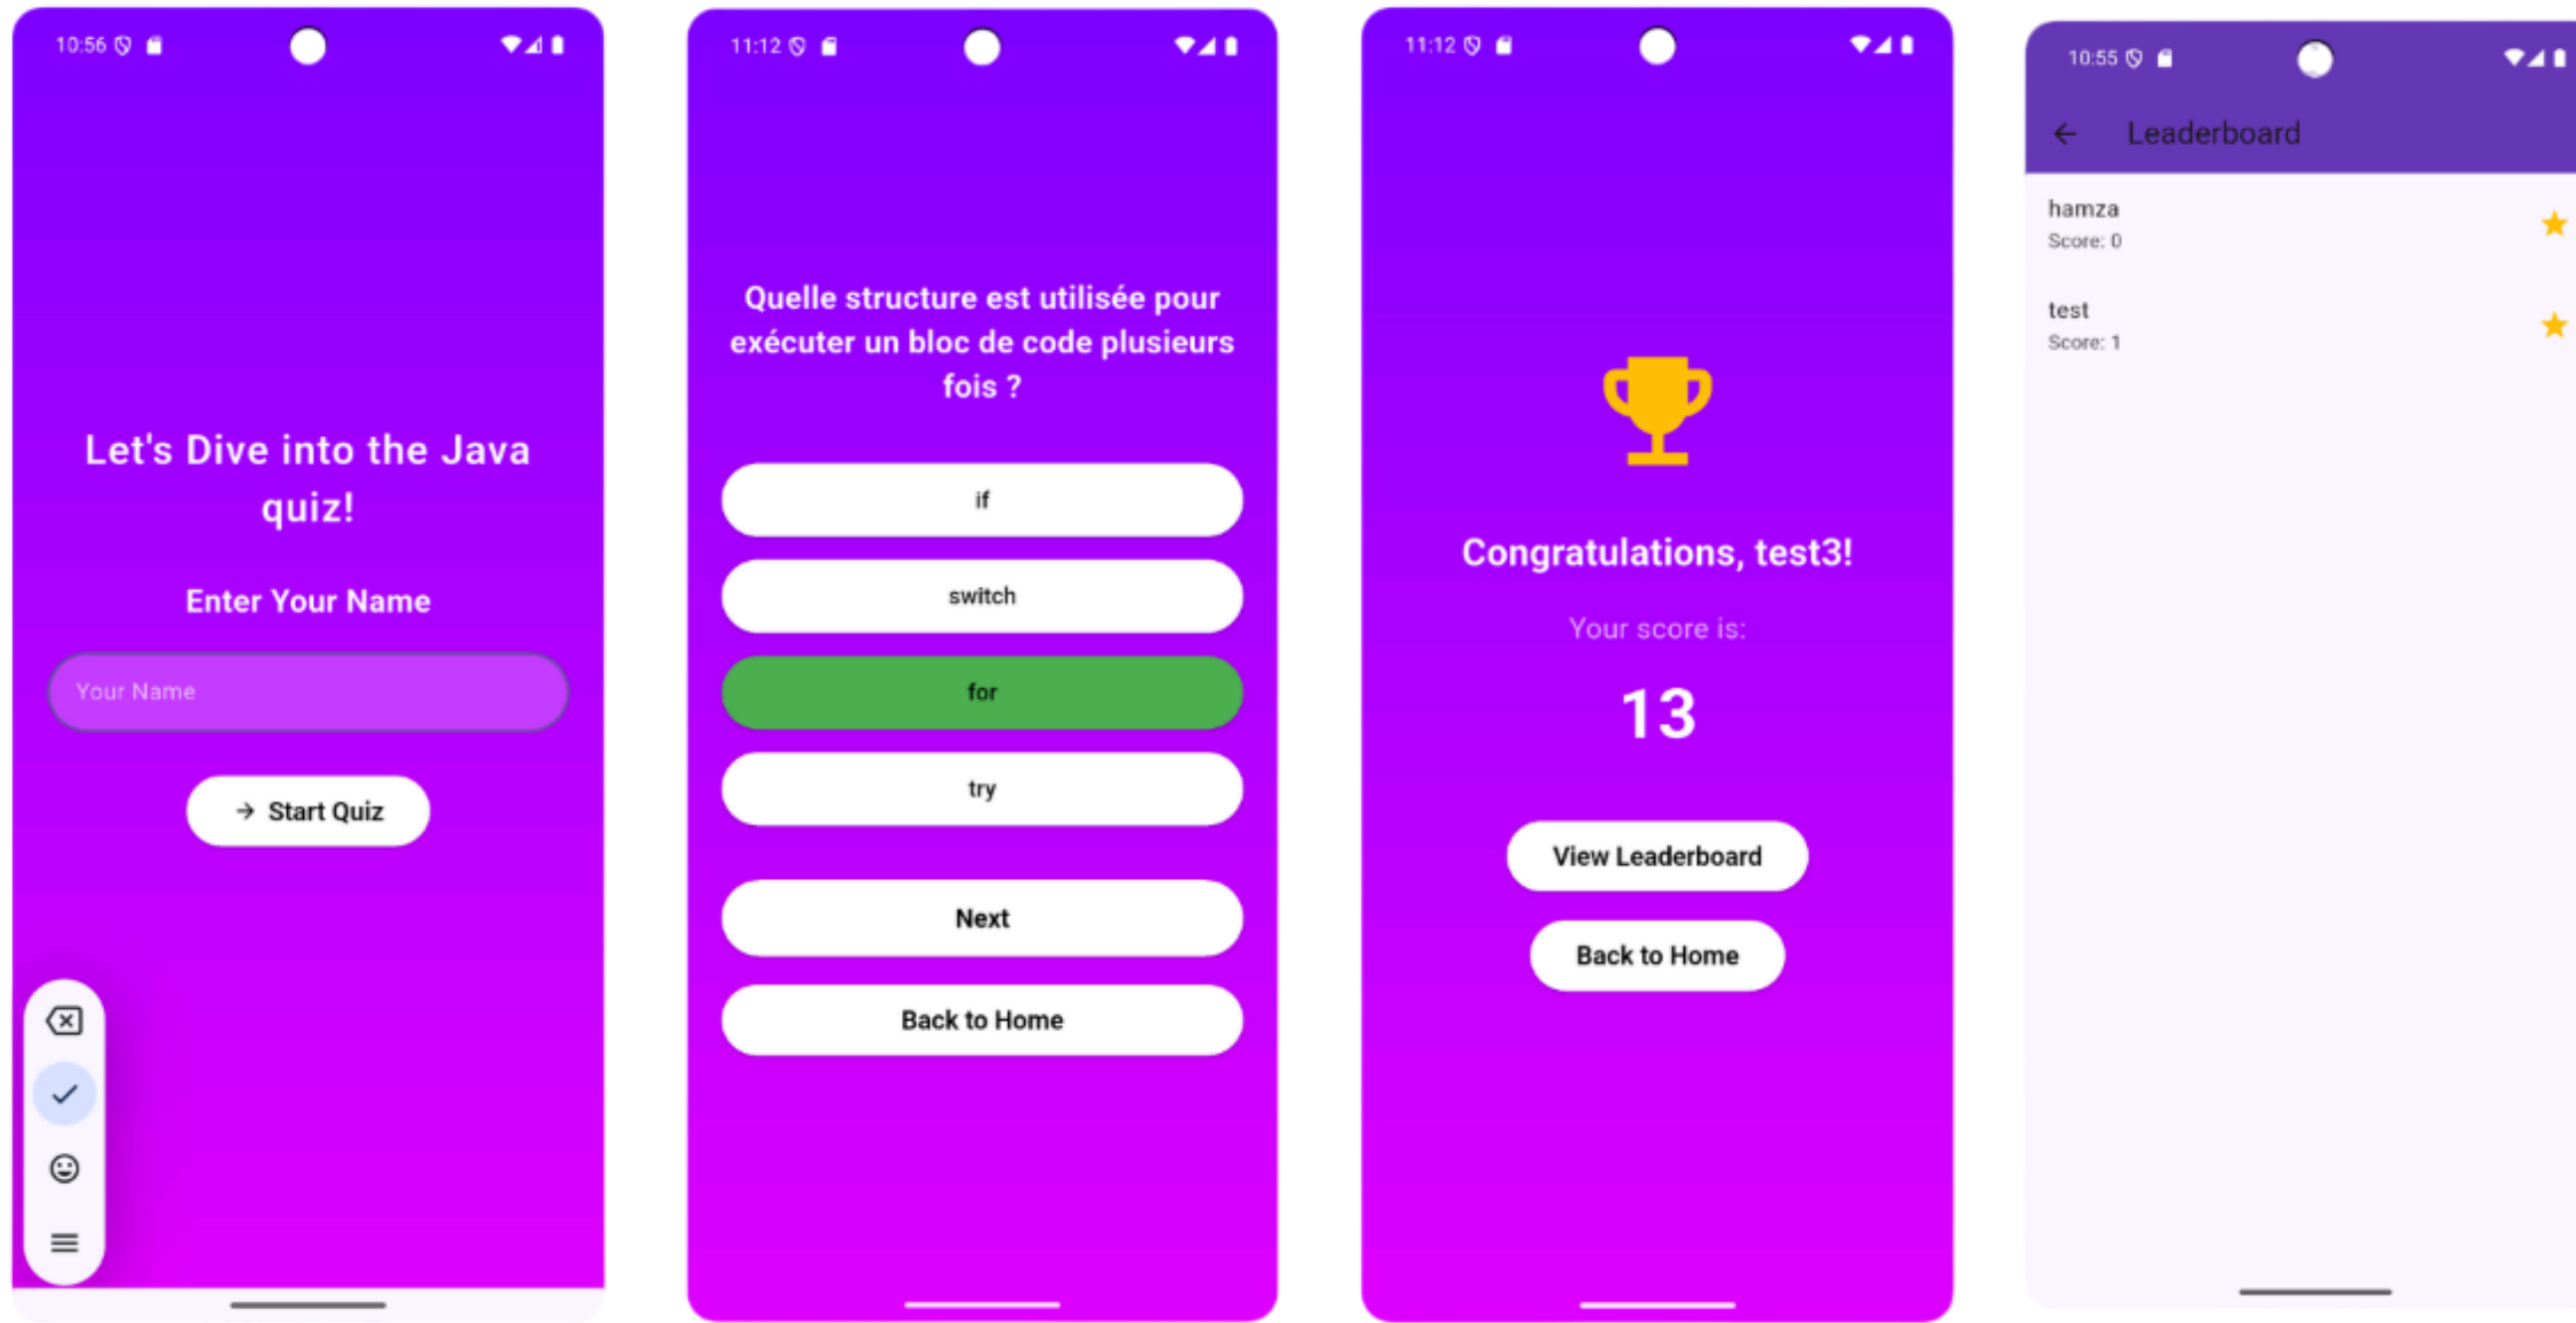 10:56
Let's Dive into the Java
quiz!
Enter Your Name
Your Name
Start Quiz
11:12
Quelle structure est utilisée pour
exécuter un bloc de code plusieurs
fois ?
if
switch
for
try
Next
Back to Home
11:12
Congratulations, test3!
Your score is:
13
View Leaderboard
Back to Home
10:55
Leaderboard
hamza
Score: 0
test
Score: 1